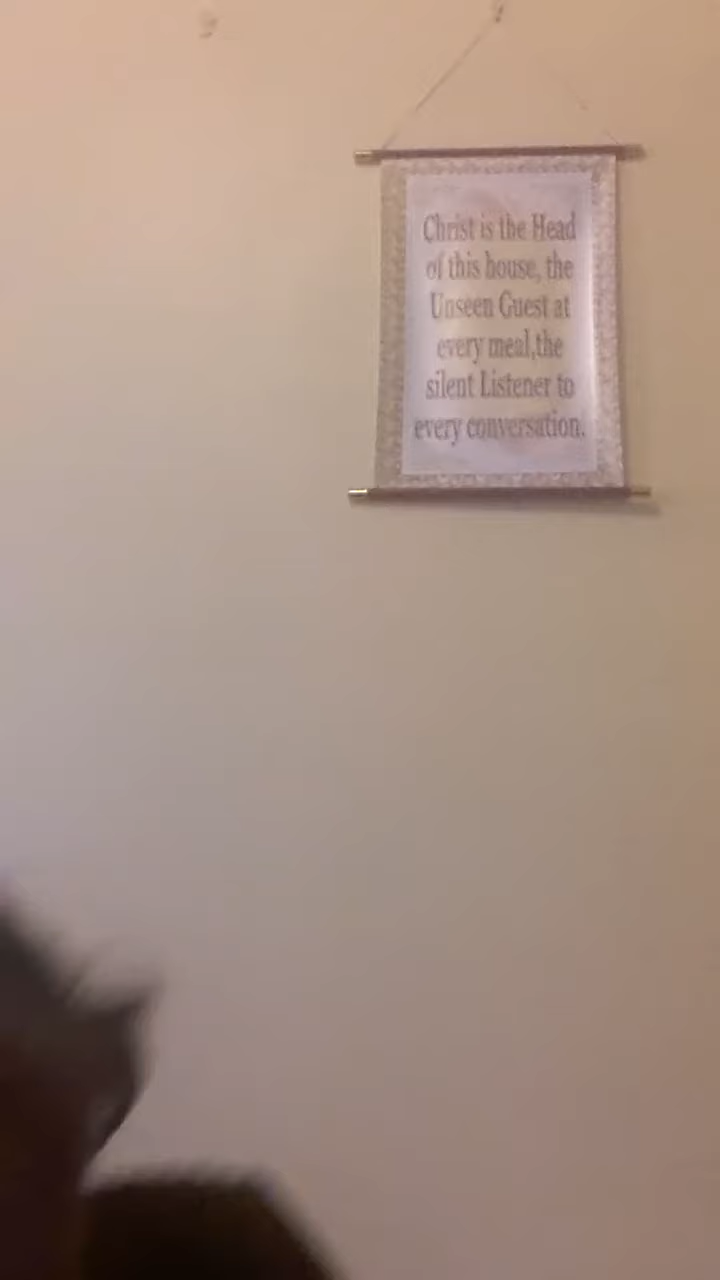 Christ is the Head
of this house, the
Unseen Guest at
every meal,the
silent Listener to
every conversation.